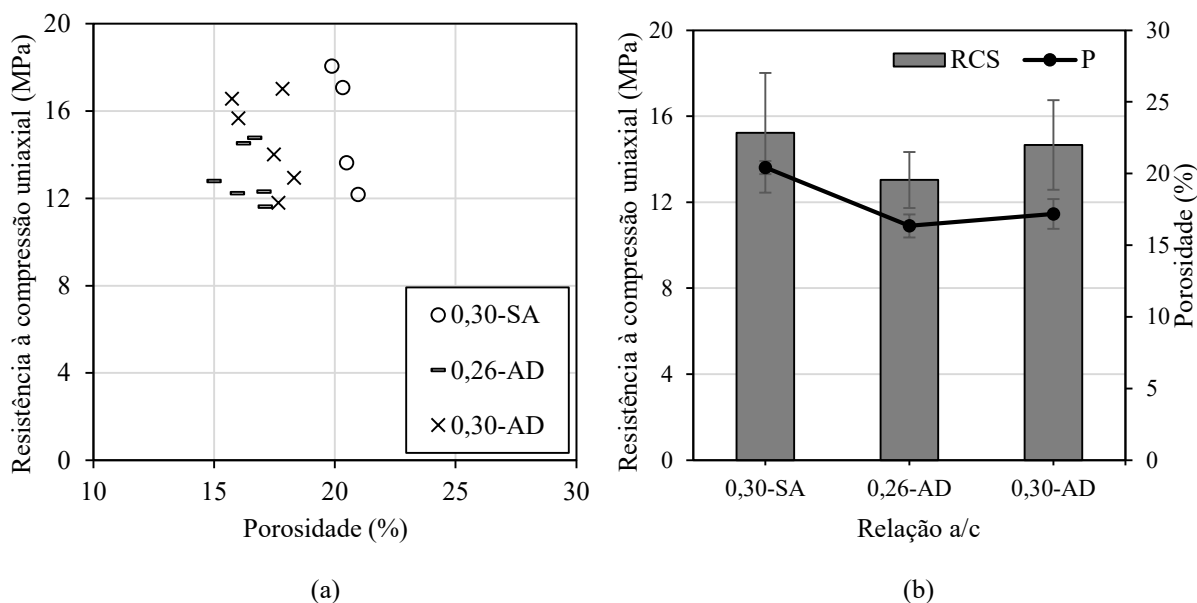 Resistência à compressão uniaxial (MPa)
20
16
12
8
4
0
10
15
20
25
30
Porosidade (%)
0,30-SA
0,26-AD
0,30-AD
(a)
Resistência à compressão uniaxial (MPa)
20
16
12
8
4
0
RCS
P
30
25
20
15
10
5
0
Porosidade (%)
0,30-SA
0,26-AD
0,30-AD
Relação a/c
(b)